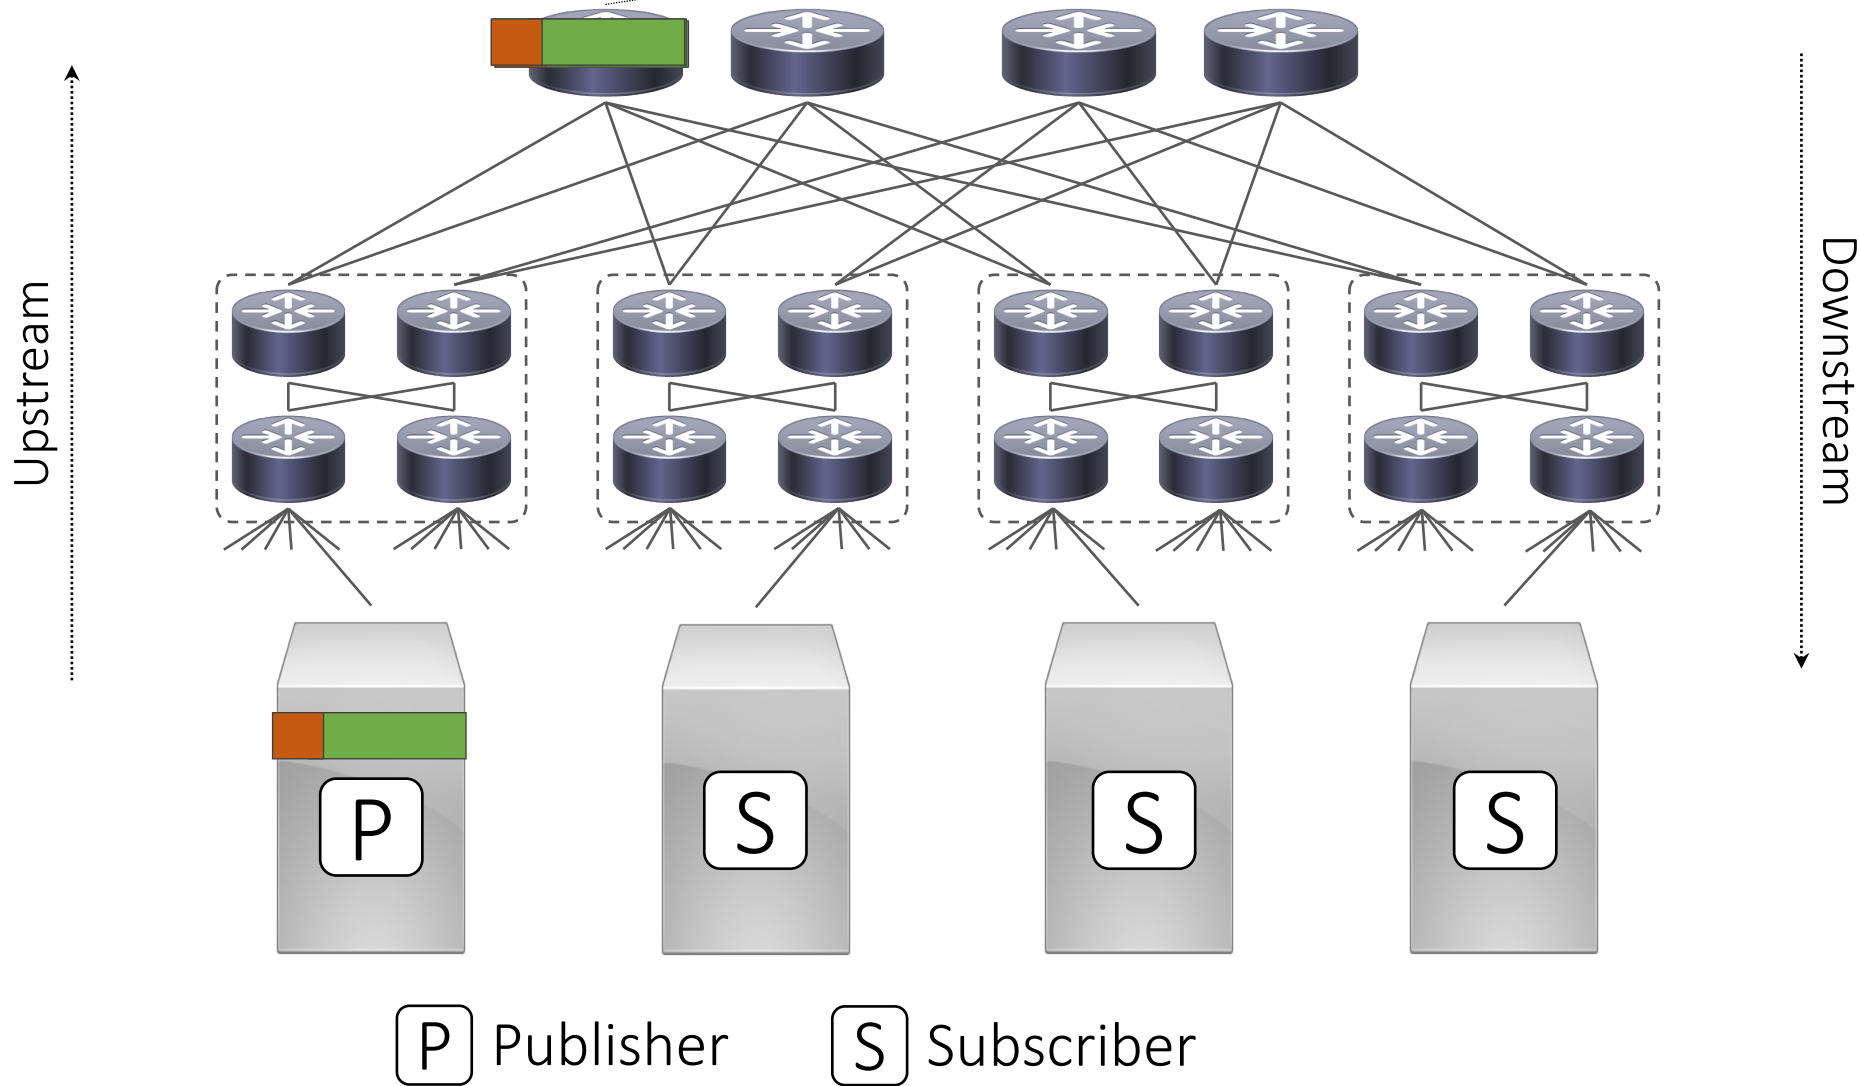 Upstream
Downstream
P
S
S
S
P Publisher
S Subscriber